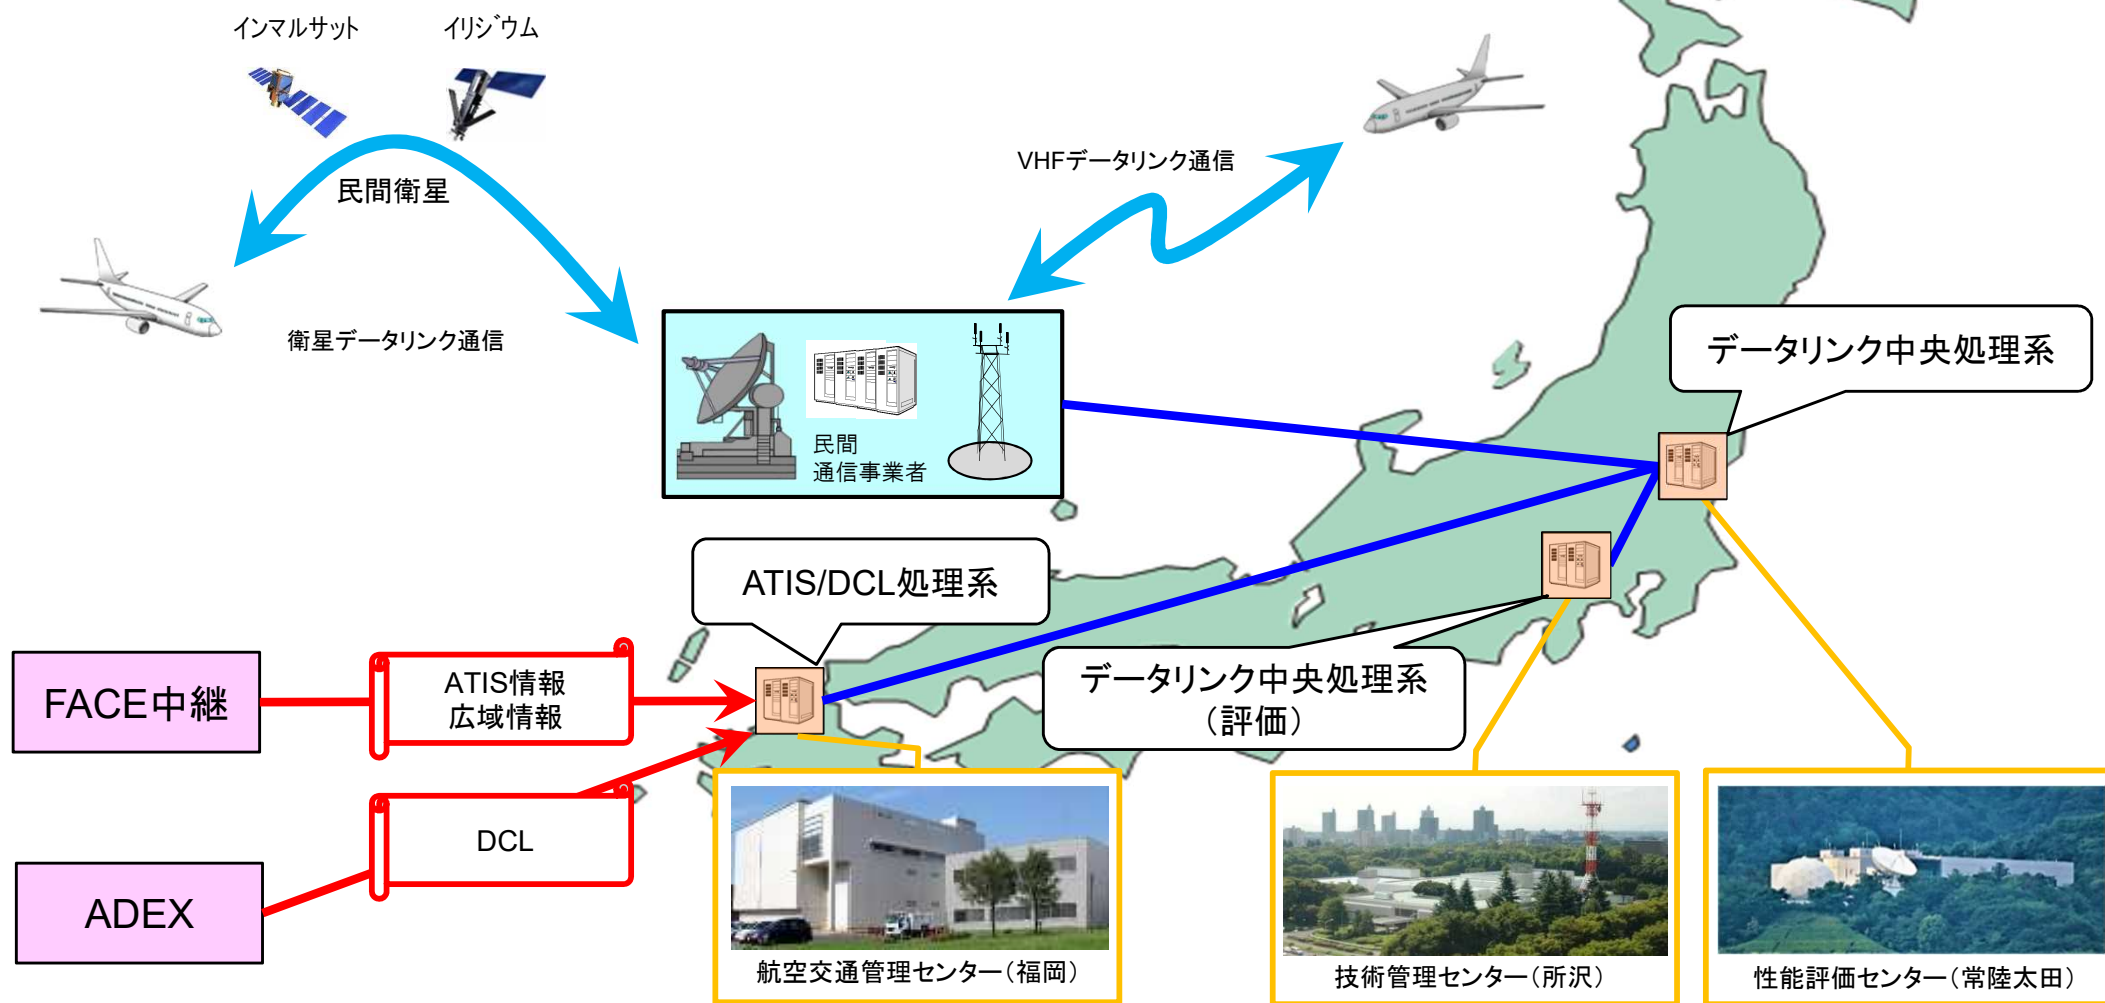 インマルサット
イリジウム
民間衛星
衛星データリンク通信
VHFデータリンク通信
民間
通信事業者
データリンク中央処理系
ATIS/DCL処理系
データリンク中央処理系
（評価）
FACE中継
ATIS情報
広域情報
ADEX
DCL
航空交通管理センター（福岡）
技術管理センター（所沢）
性能評価センター（常陸太田）